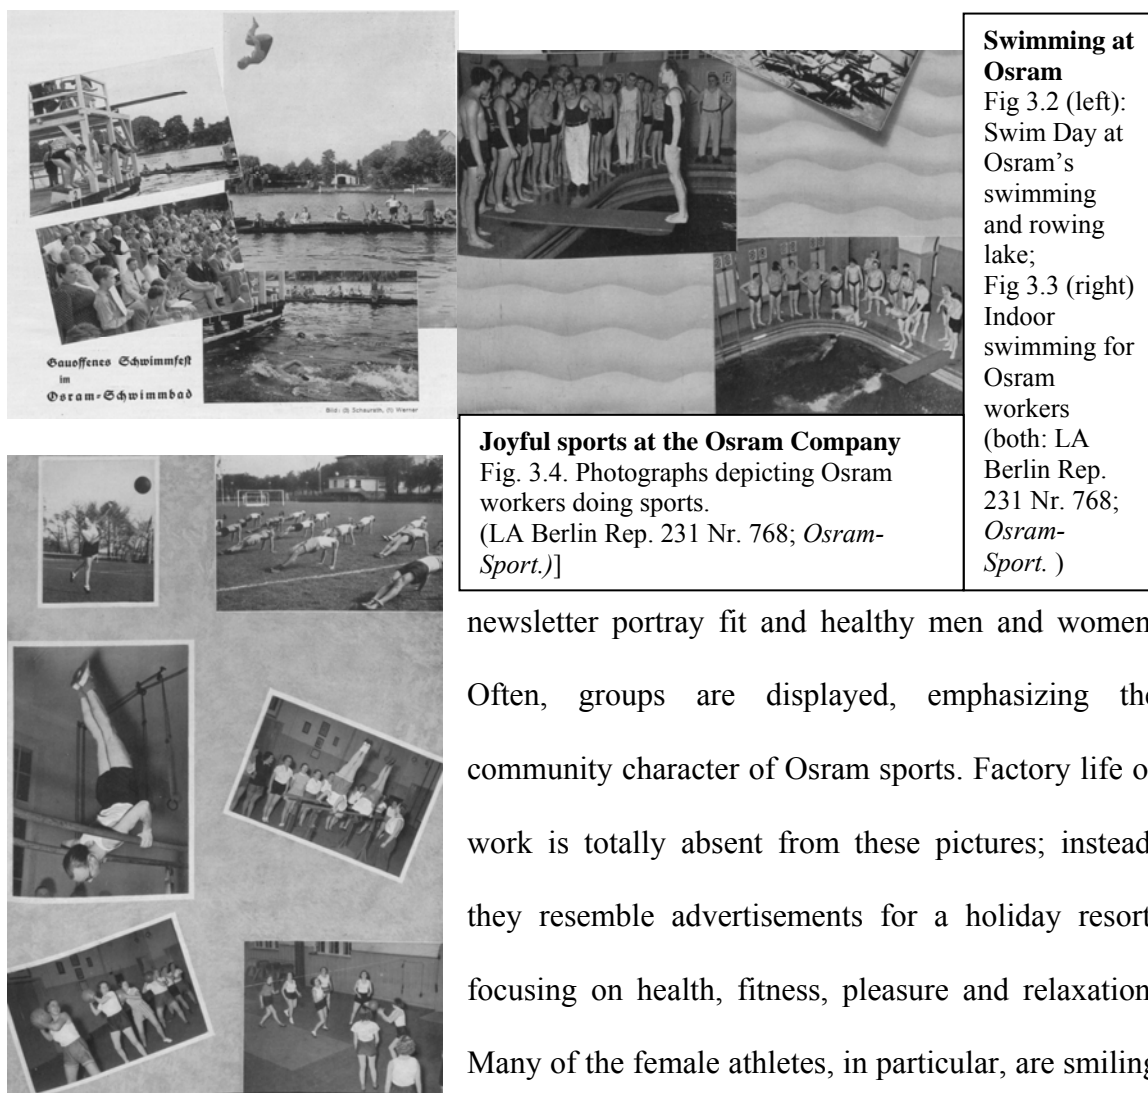 Gauoffenes Schwimmfest
im
Osram-Schwimmbad
Bild: (3) Scheurath, (1) Werner
Swimming at
Osram
Fig 3.2 (left):
Swim Day at
Osram’s
swimming
and rowing
lake;
Fig 3.3 (right)
Indoor
swimming for
Osram
workers
(both: LA
Berlin Rep.
231 Nr. 768;
Osram-
Sport. )
Joyful sports at the Osram Company
Fig. 3.4. Photographs depicting Osram
workers doing sports.
(LA Berlin Rep. 231 Nr. 768; Osram-
Sport.)]
newsletter portray fit and healthy men and women
Often, groups are displayed, emphasizing the
community character of Osram sports. Factory life o
work is totally absent from these pictures; instead
they resemble advertisements for a holiday resort
focusing on health, fitness, pleasure and relaxation
Many of the female athletes, in particular, are smiling